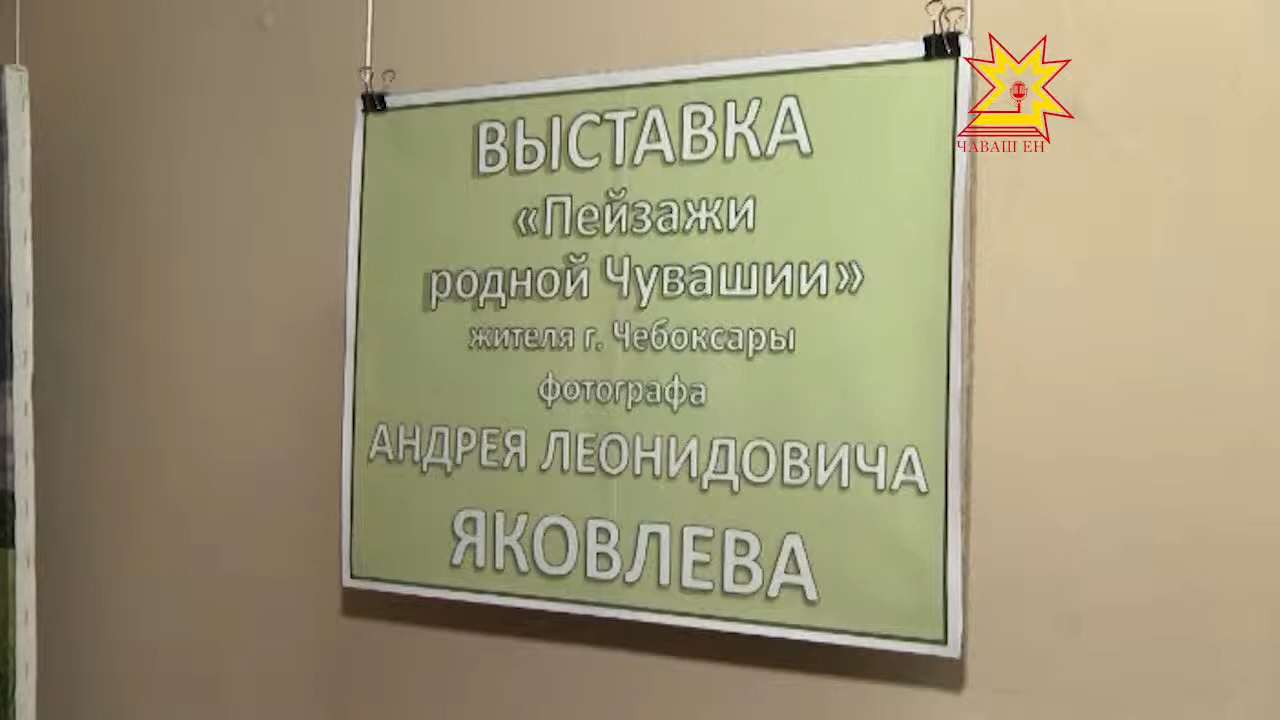 ВЫСТАВКА
«Пейзажи
родной Чувашии»
жителя г. Чебоксары
фотографа
АНДРЕЯ ЛЕОНИДОВИЧА
ЯКОВЛЕВА
ЧАВАШ ЕН